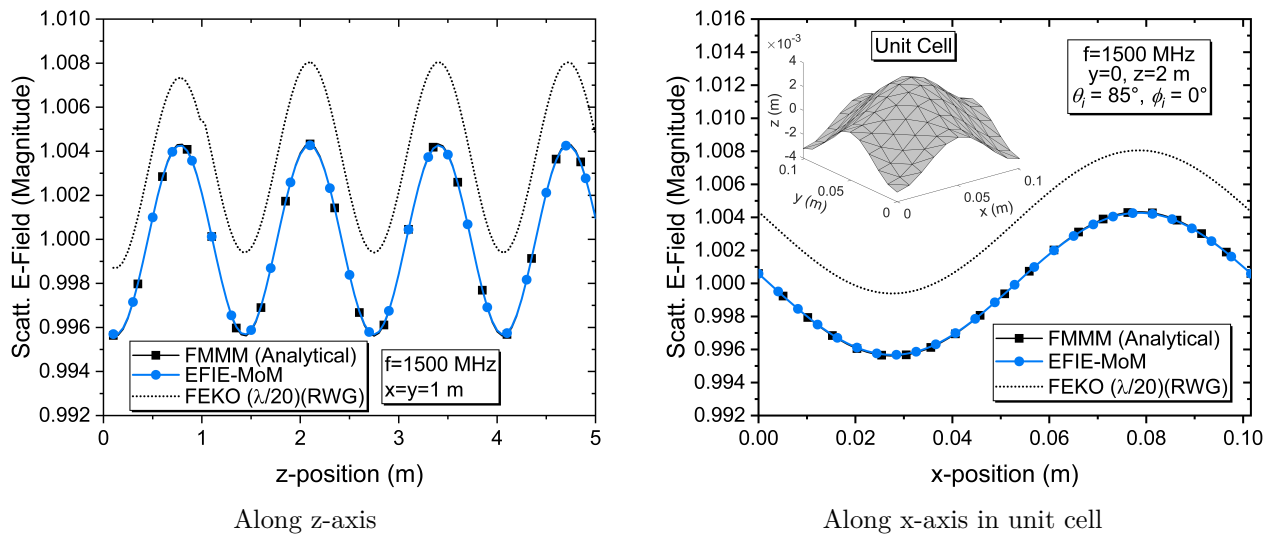 1.010
1.008
1.006
1.004
1.002
1.000
0.998
0.996
0.994
0.992
Scatt. E-Field (Magnitude)
FMMM (Analytical)
EFIE-MoM
FEKO (λ/20)(RWG)
f=1500 MHz
x=y=1 m
0 1 2 3 4 5
z-position (m)
Along z-axis
1.016
1.014
1.012
1.010
1.008
1.006
1.004
1.002
1.000
0.998
0.996
0.994
0.992
Scatt. E-Field (Magnitude)
Unit Cell
×10⁻³
4
2
0
-2
-4
z (m)
0.1
0.05
0
y (m)
0
0.05
0.1
x (m)
f=1500 MHz
y=0, z=2 m
θᵢ = 85°, ϕᵢ = 0°
FMMM (Analytical)
EFIE-MoM
FEKO (λ/20)(RWG)
0.00 0.02 0.04 0.06 0.08 0.10
x-position (m)
Along x-axis in unit cell